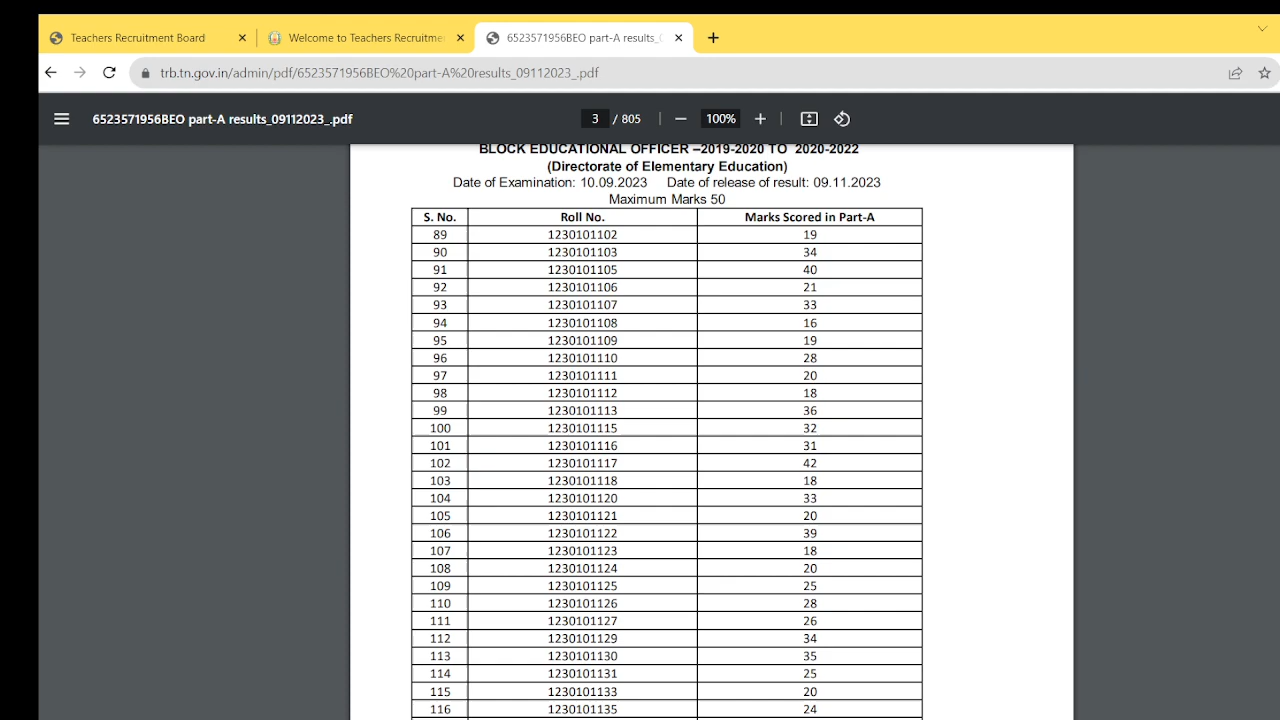 Teachers Recruitment Board
Welcome to Teachers Recruitme
6523571956BEO part-A results_
trb.tn.gov.in/admin/pdf/6523571956BEO%20part-A%20results_09112023_.pdf
6523571956BEO part-A results_09112023_.pdf 3 / 805 100%
BLOCK EDUCATIONAL OFFICER –2019-2020 TO 2020-2022
(Directorate of Elementary Education)
Date of Examination: 10.09.2023 Date of release of result: 09.11.2023
Maximum Marks 50
S. No. Roll No. Marks Scored in Part-A
89 1230101102 19
90 1230101103 34
91 1230101105 40
92 1230101106 21
93 1230101107 33
94 1230101108 16
95 1230101109 19
96 1230101110 28
97 1230101111 20
98 1230101112 18
99 1230101113 36
100 1230101115 32
101 1230101116 31
102 1230101117 42
103 1230101118 18
104 1230101120 33
105 1230101121 20
106 1230101122 39
107 1230101123 18
108 1230101124 20
109 1230101125 25
110 1230101126 28
111 1230101127 26
112 1230101129 34
113 1230101130 35
114 1230101131 25
115 1230101133 20
116 1230101135 24